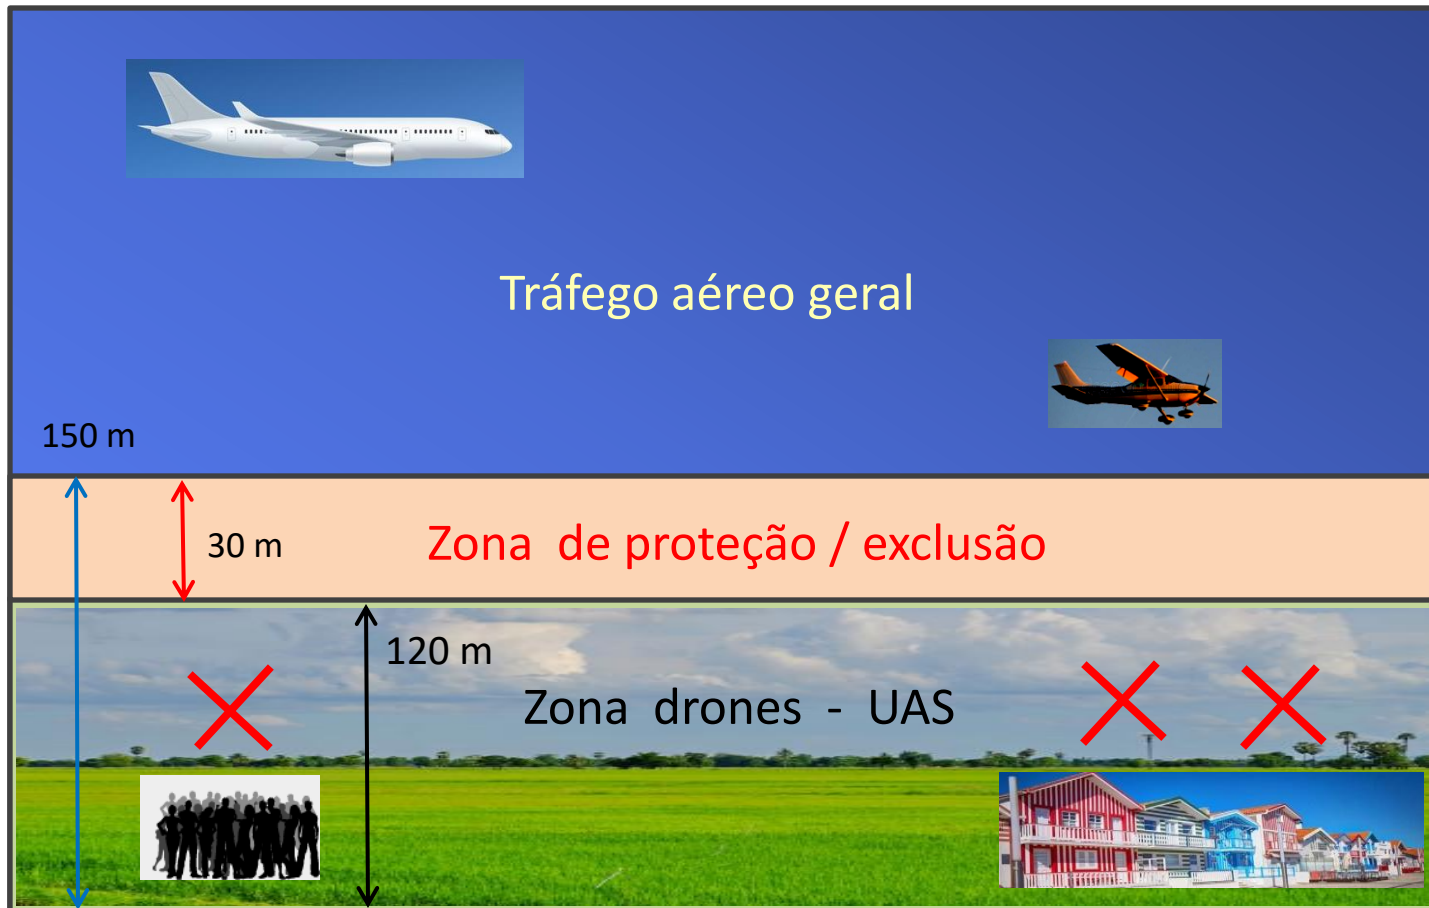 Tráfego aéreo geral
150 m
30 m
Zona de proteção / exclusão
120 m
Zona drones - UAS